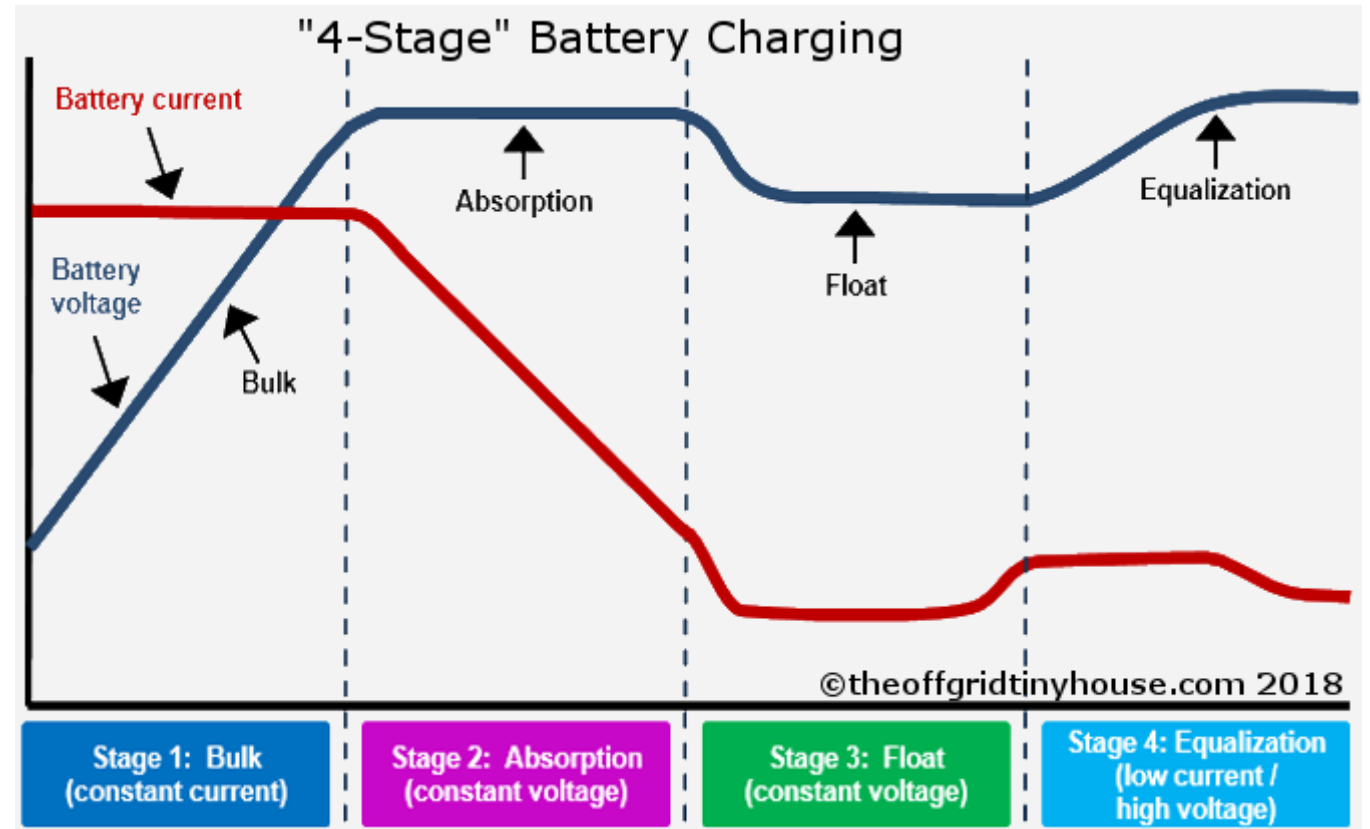 "4-Stage" Battery Charging
Battery current
Absorption
Equalization
Battery
voltage
Float
Bulk
©theoffgridtinyhouse.com 2018
Stage 1:  Bulk
(constant current)
Stage 2:  Absorption
(constant voltage)
Stage 3:  Float
(constant voltage)
Stage 4: Equalization
(low current /
high voltage)